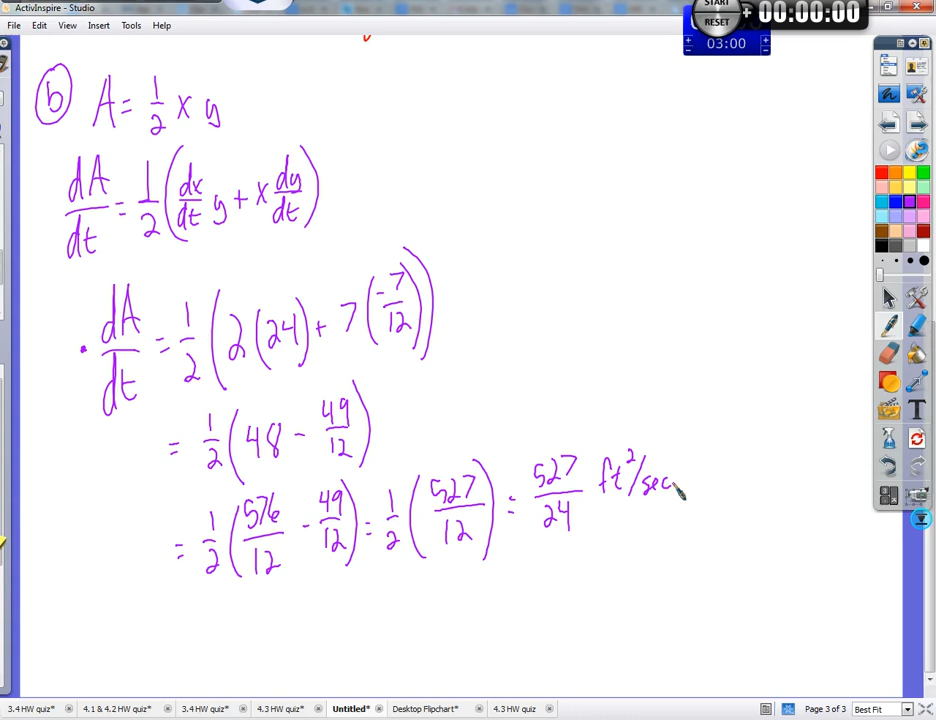 ActivInspire - Studio
START
RESET
00:00:00
03:00
File Edit View Insert Tools Help
b A = 1/2 x y
dA/dt = 1/2 (dx/dt y + x dy/dt)
dA/dt = 1/2 (2(24) + 7(-7/12))
= 1/2 (48 - 49/12)
= 1/2 (576/12 - 49/12) = 1/2 (527/12) = 527/24 ft²/sec
3.4 HW quiz* 4.1 & 4.2 HW quiz* 3.4 HW quiz* 4.3 HW quiz* Untitled* Desktop Flipchart* 4.3 HW quiz
Page 3 of 3 Best Fit